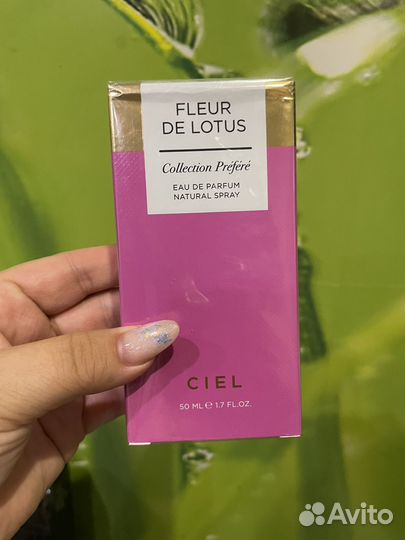 FLEUR
DE LOTUS
Collection Préféré
EAU DE PARFUM
NATURAL SPRAY
CIEL
50 ML ℮ 1.7 FL.OZ.
Avito